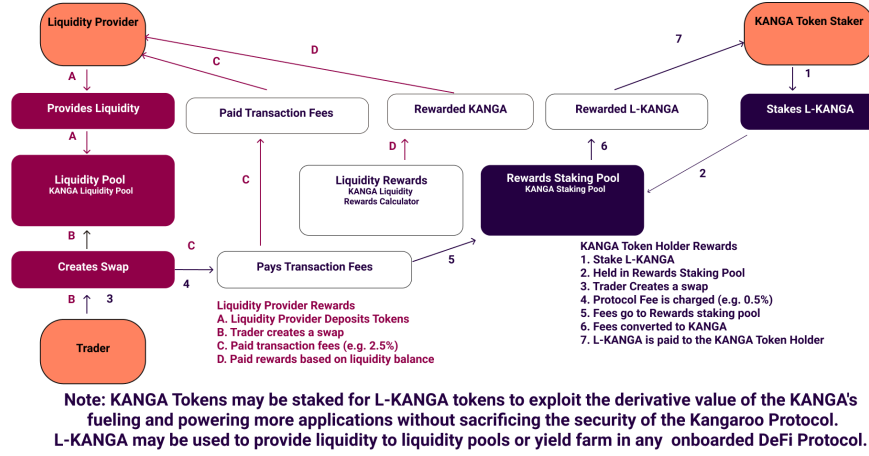 Liquidity Provider
KANGA Token Staker
D
7
C
A
1
Provides Liquidity
Paid Transaction Fees
Rewarded KANGA
Rewarded L-KANGA
Stakes L-KANGA
A
D
6
Liquidity Pool
KANGA Liquidity Pool
C
Liquidity Rewards
KANGA Liquidity
Rewards Calculator
Rewards Staking Pool
KANGA Staking Pool
2
B
C
Creates Swap
4
Pays Transaction Fees
5
B 3
Trader
Liquidity Provider Rewards
A. Liquidity Provider Deposits Tokens
B. Trader creates a swap
C. Paid transaction fees (e.g. 2.5%)
D. Paid rewards based on liquidity balance
KANGA Token Holder Rewards
1. Stake L-KANGA
2. Held in Rewards Staking Pool
3. Trader Creates a swap
4. Protocol Fee is charged (e.g. 0.5%)
5. Fees go to Rewards staking pool
6. Fees converted to KANGA
7. L-KANGA is paid to the KANGA Token Holder
Note: KANGA Tokens may be staked for L-KANGA tokens to exploit the derivative value of the KANGA's
fueling and powering more applications without sacrificing the security of the Kangaroo Protocol.
L-KANGA may be used to provide liquidity to liquidity pools or yield farm in any onboarded DeFi Protocol.